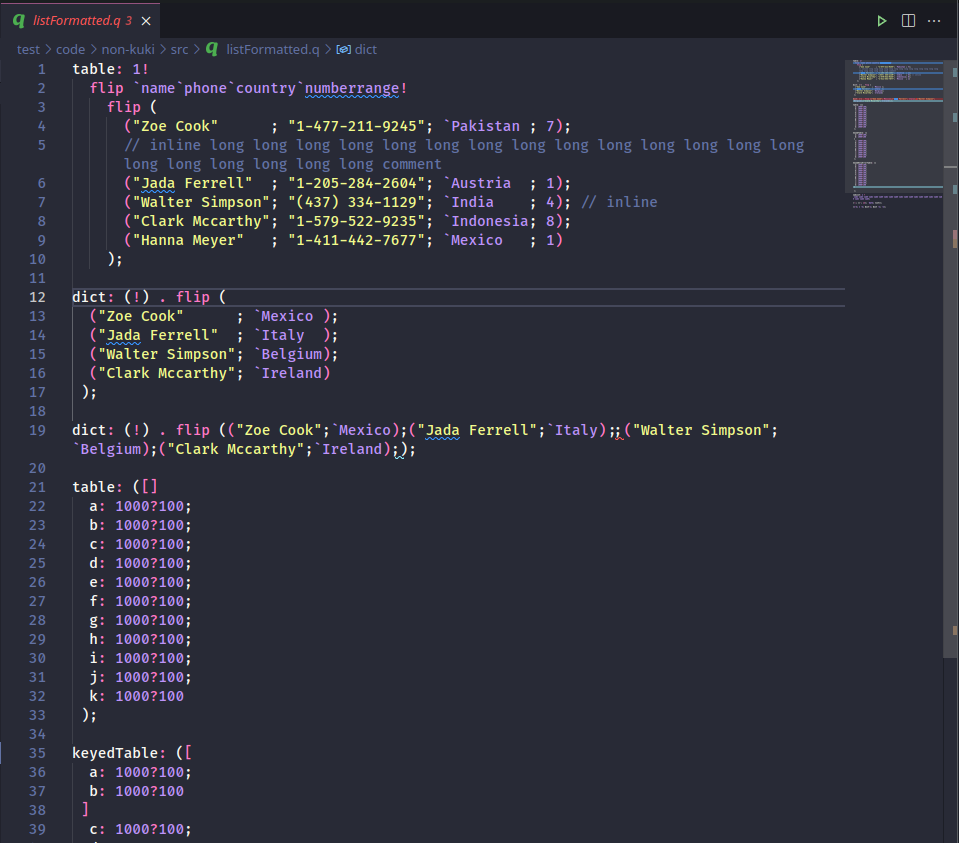 listFormatted.q 3
test > code > non-kuki > src > listFormatted.q > dict
1 table: 1!
2 flip `name`phone`country`numberrange!
3 flip (
4 ("Zoe Cook"      ; "1-477-211-9245"; `Pakistan ; 7);
5 // inline long long long long long long long long long long long long long long
long long long long long long comment
6 ("Jada Ferrell"  ; "1-205-284-2604"; `Austria  ; 1);
7 ("Walter Simpson"; "(437) 334-1129"; `India    ; 4); // inline
8 ("Clark Mccarthy"; "1-579-522-9235"; `Indonesia; 8);
9 ("Hanna Meyer"   ; "1-411-442-7677"; `Mexico   ; 1)
10 );
11
12 dict: (!) . flip (
13 ("Zoe Cook"      ; `Mexico );
14 ("Jada Ferrell"  ; `Italy  );
15 ("Walter Simpson"; `Belgium);
16 ("Clark Mccarthy"; `Ireland)
17 );
18
19 dict: (!) . flip (("Zoe Cook";`Mexico);("Jada Ferrell";`Italy);;("Walter Simpson";
`Belgium);("Clark Mccarthy";`Ireland););
20
21 table: ([]
22 a: 1000?100;
23 b: 1000?100;
24 c: 1000?100;
25 d: 1000?100;
26 e: 1000?100;
27 f: 1000?100;
28 g: 1000?100;
29 h: 1000?100;
30 i: 1000?100;
31 j: 1000?100;
32 k: 1000?100
33 );
34
35 keyedTable: ([
36 a: 1000?100;
37 b: 1000?100
38 ]
39 c: 1000?100;